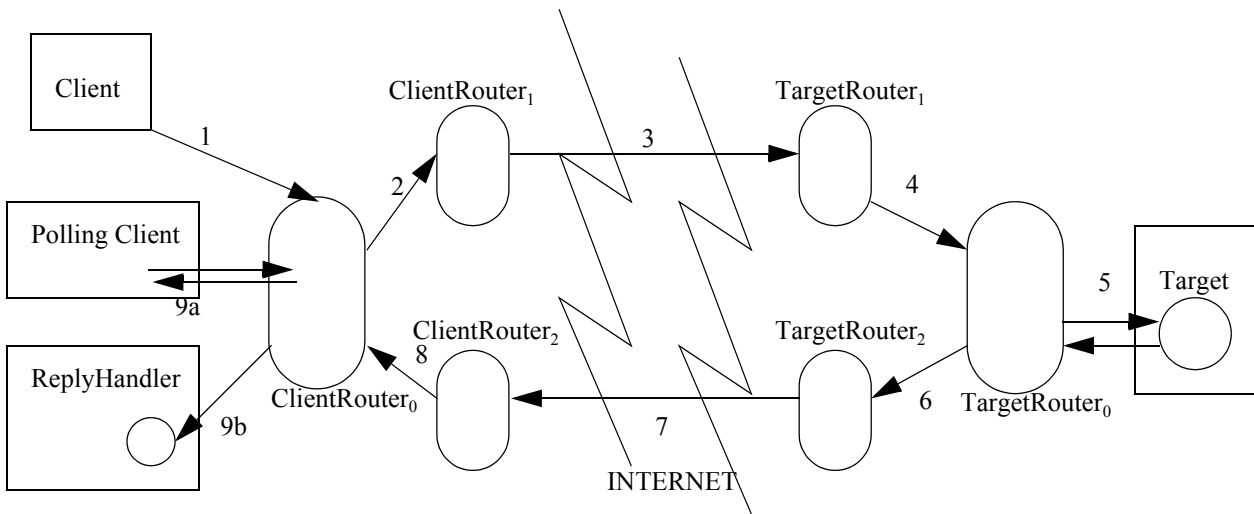 Client
ClientRouter₁
TargetRouter₁
1
2
3
4
Polling Client
9a
5
Target
ClientRouter₂
TargetRouter₂
8
ReplyHandler
ClientRouter₀
6
TargetRouter₀
9b
7
INTERNET